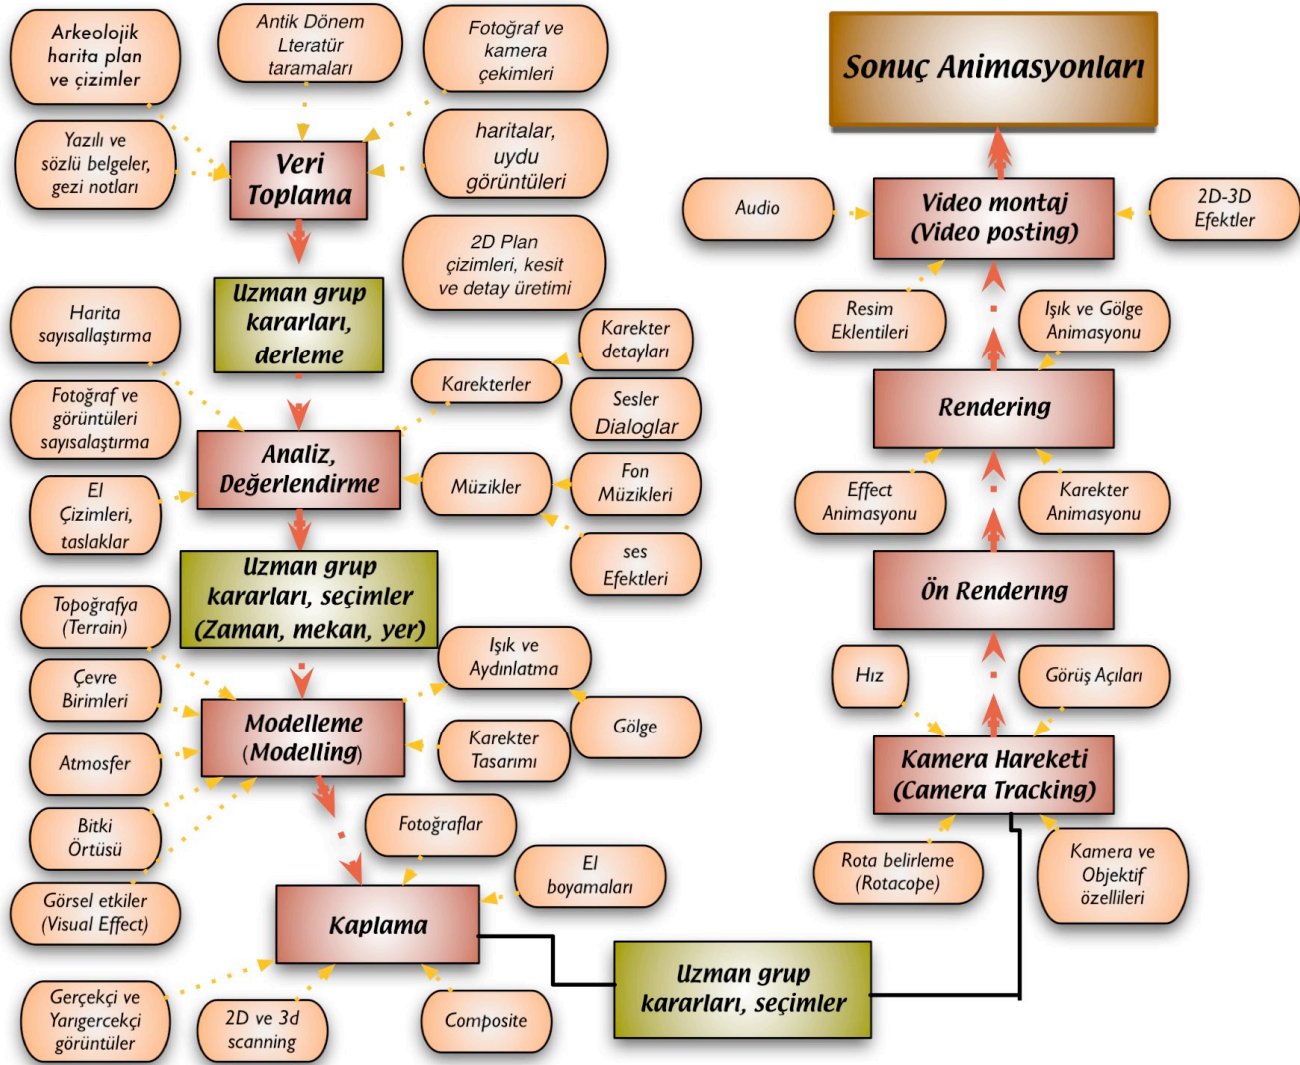 Arkeolojik
harita plan
ve çizimler
Antik Dönem
Lteratür
taramaları
Fotoğraf ve
kamera
çekimleri
Yazılı ve
sözlü belgeler,
gezi notları
Veri
Toplama
haritalar,
uydu
görüntüleri
2D Plan
çizimleri, kesit
ve detay üretimi
Uzman grup
kararları,
derleme
Harita
sayısallaştırma
Karekter
detayları
Karekterler
Fotoğraf ve
görüntüleri
sayısalaştırma
Sesler
Dialoglar
Analiz,
Değerlendirme
Müzikler
Fon
Müzikleri
El
Çizimleri,
taslaklar
ses
Efektleri
Uzman grup
kararları, seçimler
(Zaman, mekan, yer)
Topoğrafya
(Terrain)
Işık ve
Aydınlatma
Çevre
Birimleri
Gölge
Modelleme
(Modelling)
Karekter
Tasarımı
Atmosfer
Bitki
Örtüsü
Fotoğraflar
El
boyamaları
Görsel etkiler
(Visual Effect)
Kaplama
Gerçekçi ve
Yarıgercekçi
görüntüler
2D ve 3d
scanning
Composite
Uzman grup
kararları, seçimler
Sonuç Animasyonları
Audio
Video montaj
(Video posting)
2D-3D
Efektler
Resim
Eklentileri
Işik ve Gölge
Animasyonu
Rendering
Effect
Animasyonu
Karekter
Animasyonu
Ön Renderıng
Hız
Görüş Açıları
Kamera Hareketi
(Camera Tracking)
Rota belirleme
(Rotacope)
Kamera ve
Objektif
özellileri